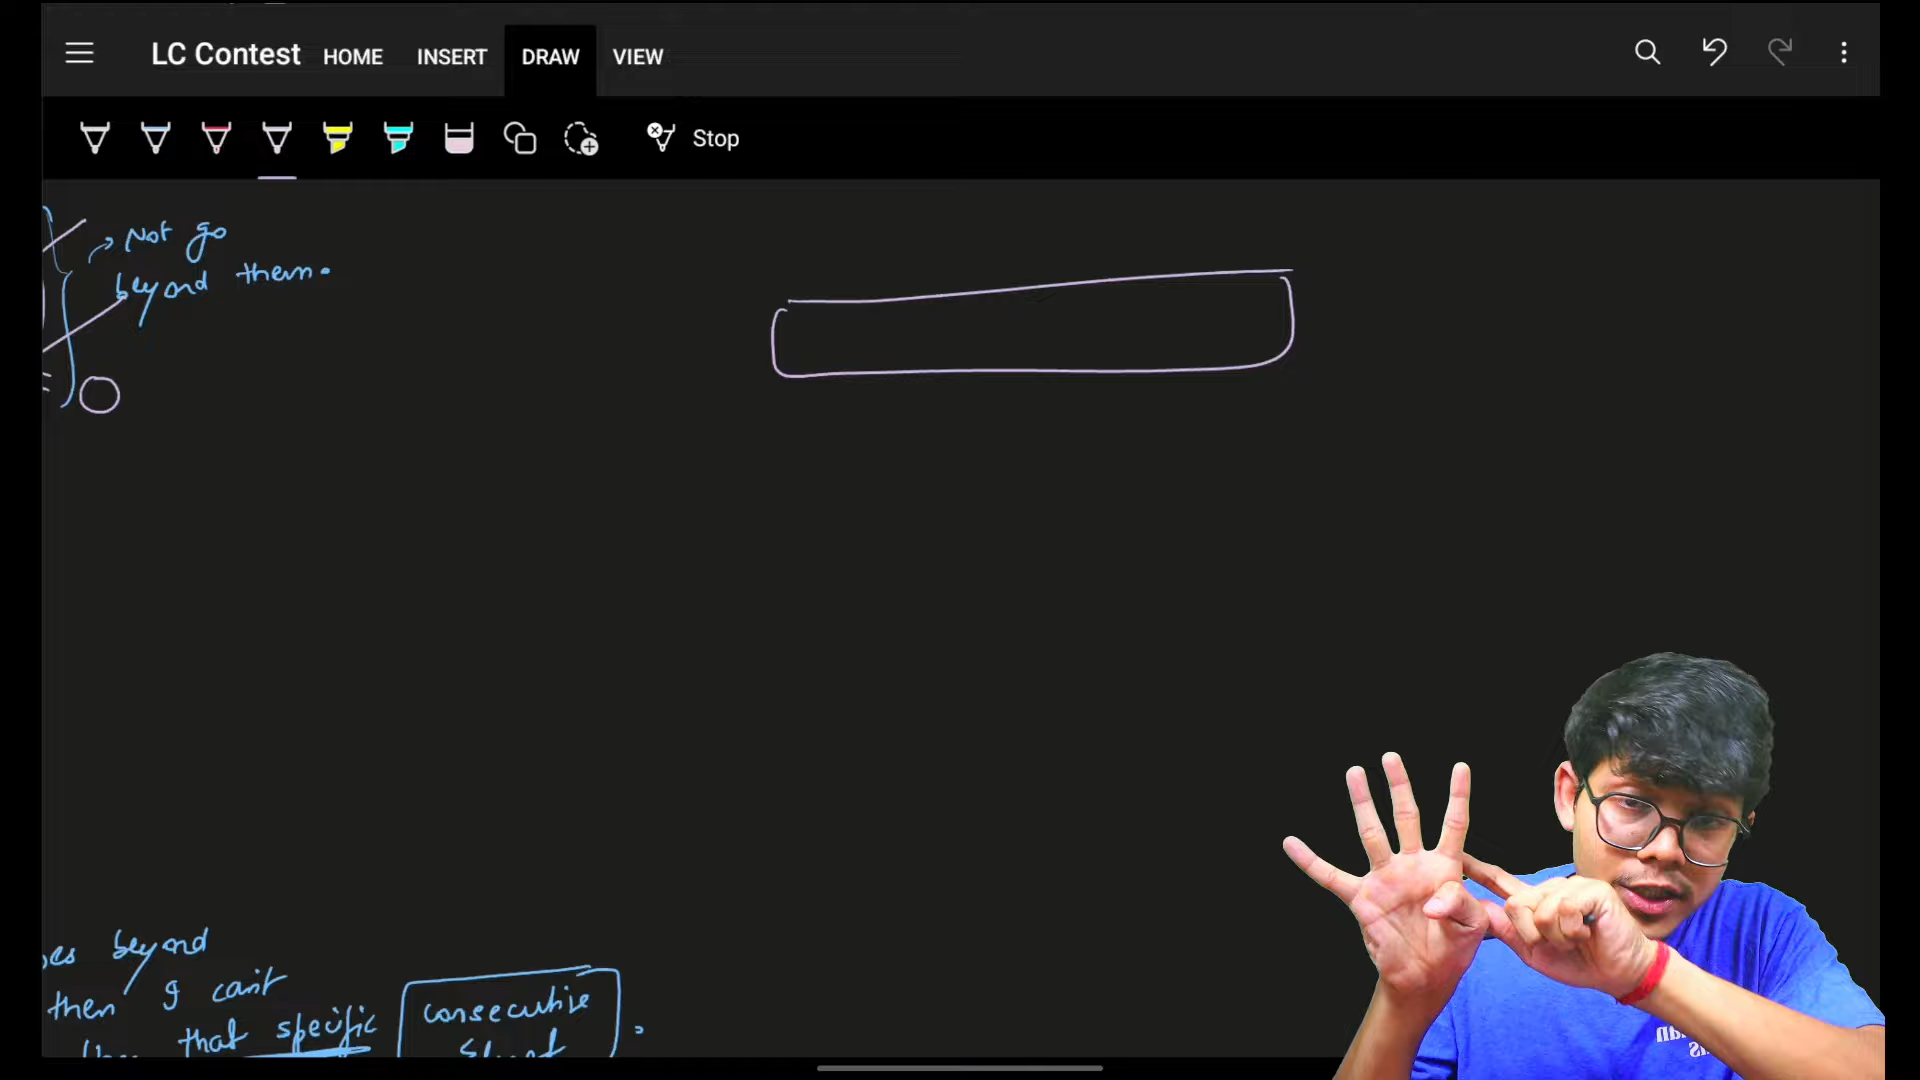 LC Contest HOME INSERT DRAW VIEW
Stop
Not go
beyond them.
beyond
then I can't
that specific
consecutive